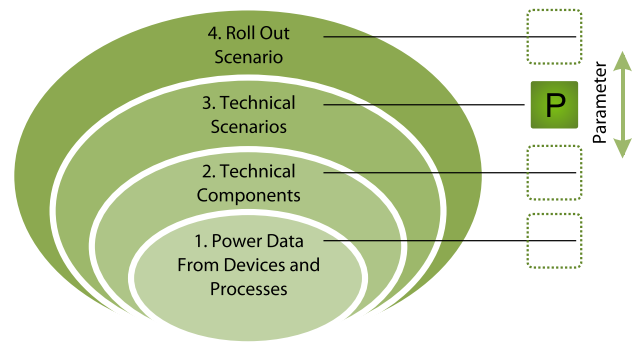 4. Roll Out
Scenario
3. Technical
Scenarios
P
Parameter
2. Technical
Components
1. Power Data
From Devices and
Processes